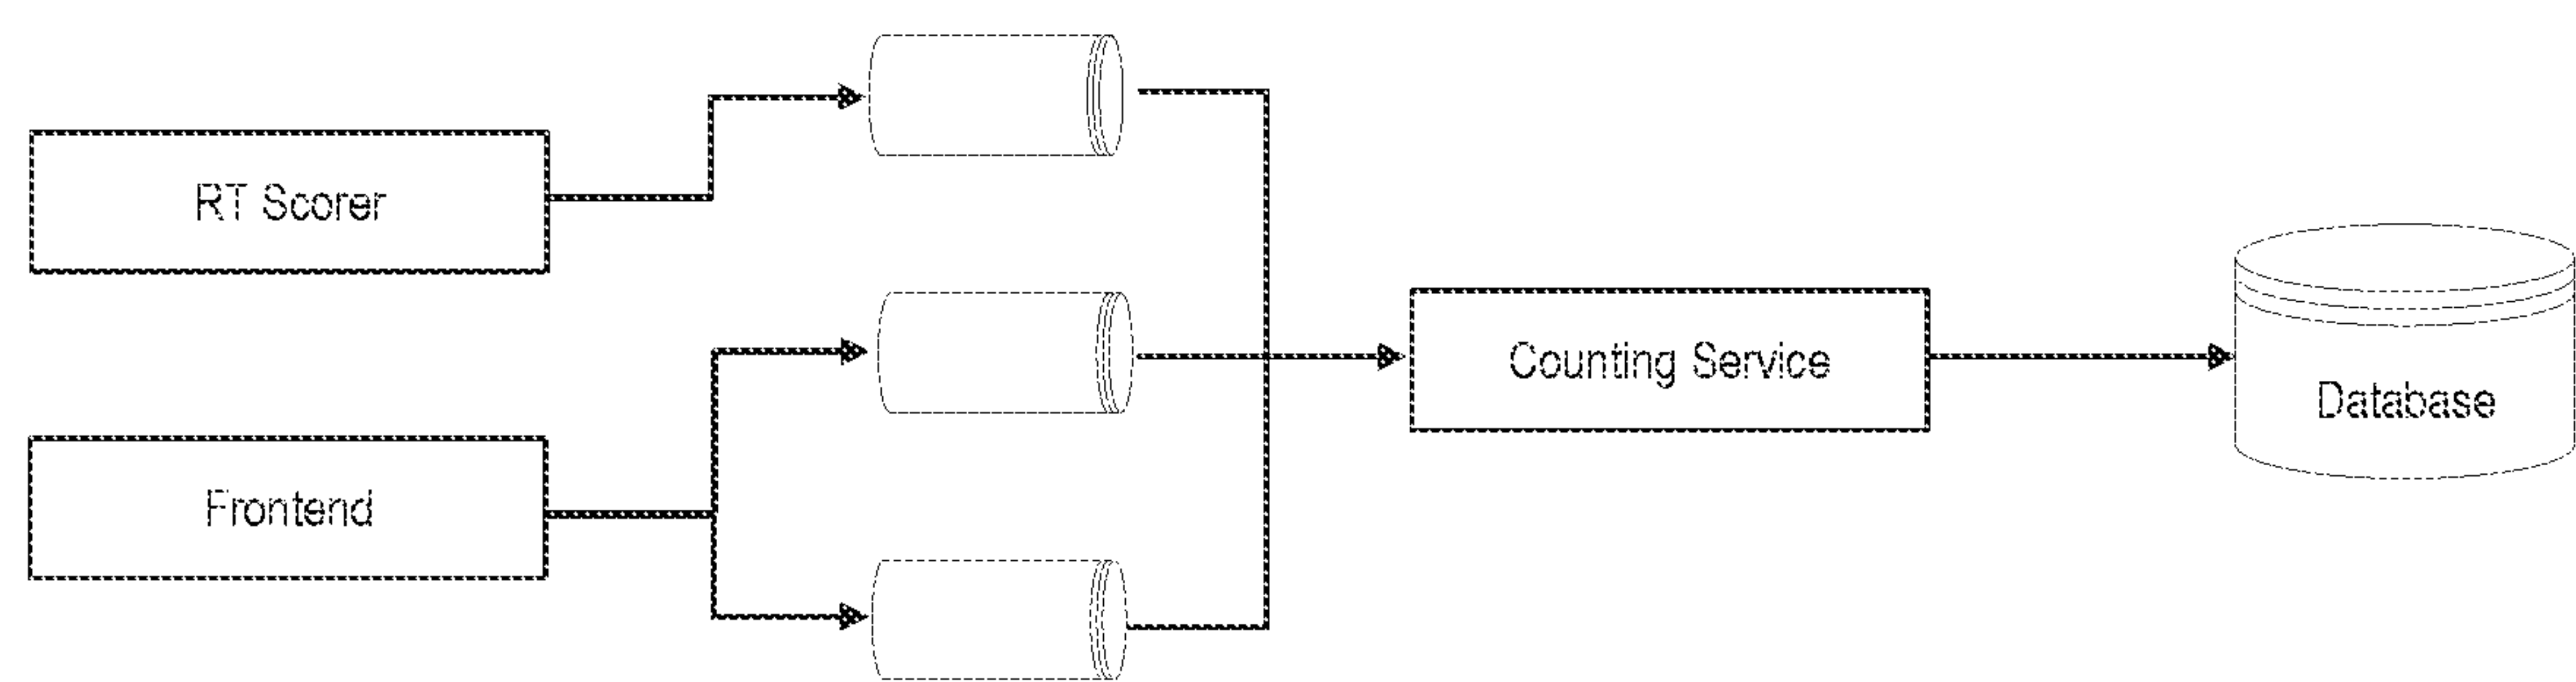 RT Scorer
Frontend
Counting Service
Database